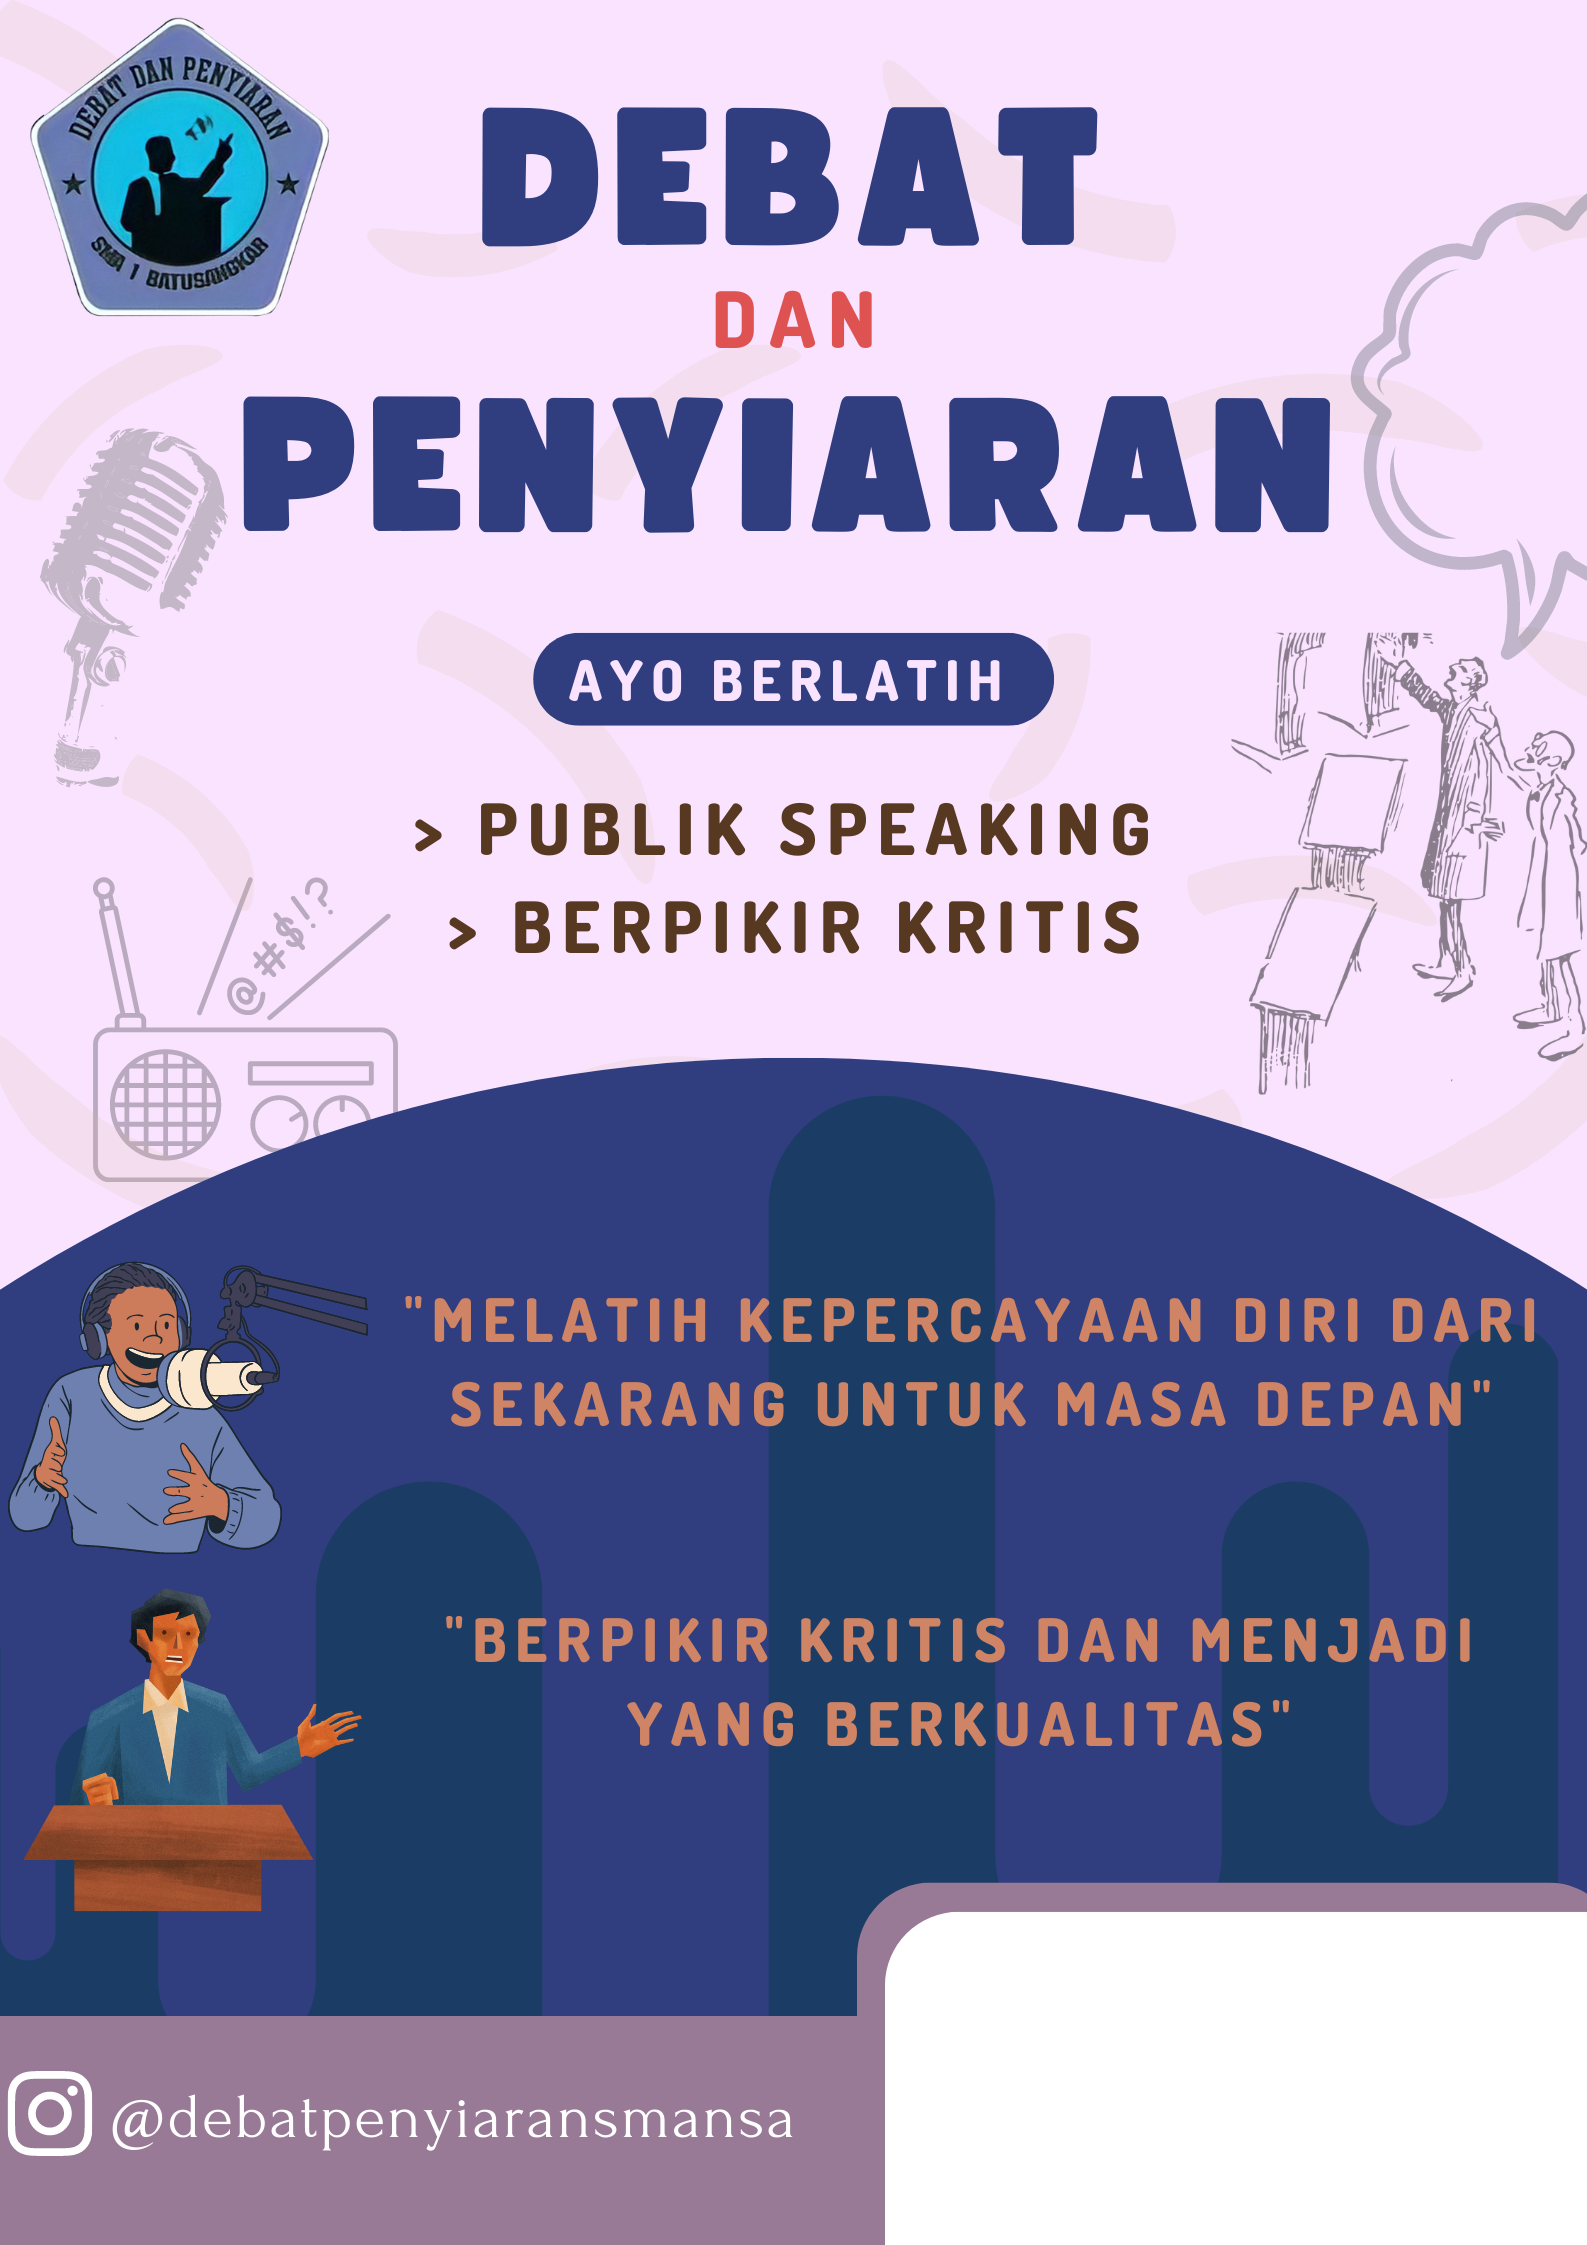 DEBAT DAN PENYIARAN
SMA 1 BATUSANGKAR
DEBAT
DAN
PENYIARAN
AYO BERLATIH
> PUBLIK SPEAKING
> BERPIKIR KRITIS
@#$!?
"MELATIH KEPERCAYAAN DIRI DARI
SEKARANG UNTUK MASA DEPAN"
"BERPIKIR KRITIS DAN MENJADI
YANG BERKUALITAS"
@debatpenyiaransmansa